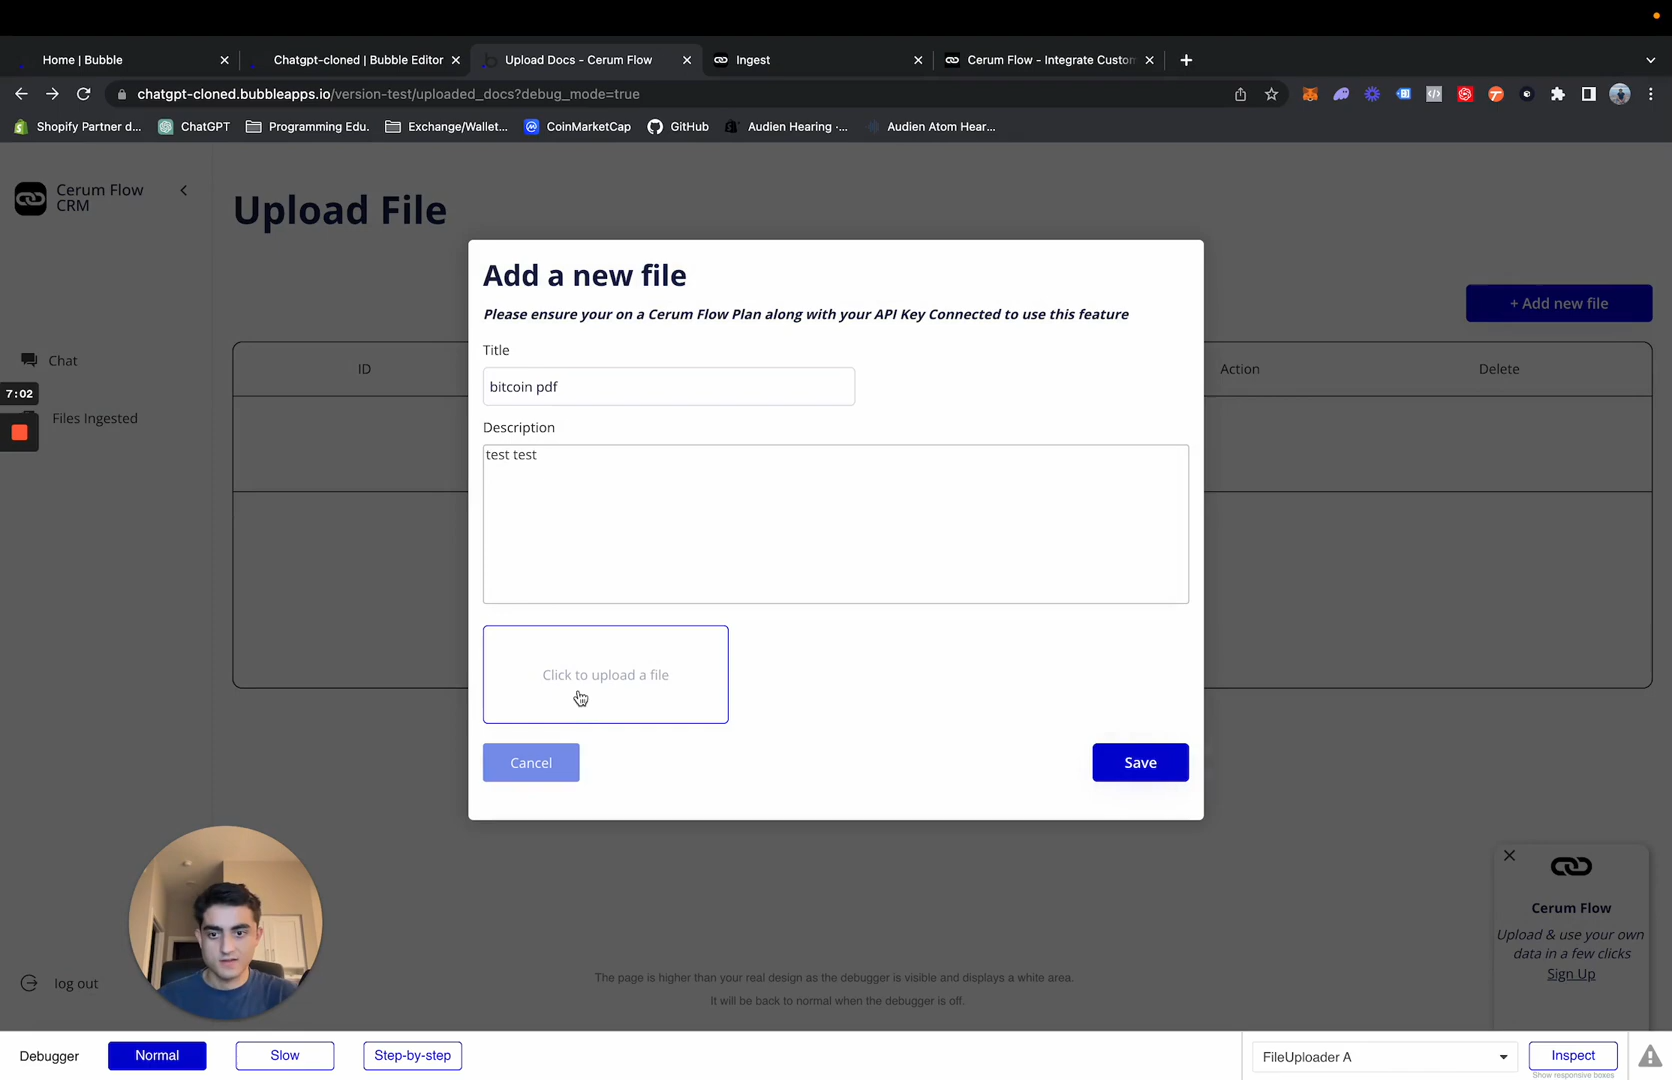 Home | Bubble
Chatgpt-cloned | Bubble Editor
Upload Docs - Cerum Flow
Ingest
Cerum Flow - Integrate Custom
chatgpt-cloned.bubbleapps.io/version-test/uploaded_docs?debug_mode=true
Shopify Partner d...
ChatGPT
Programming Edu.
Exchange/Wallet...
CoinMarketCap
GitHub
Audien Hearing -...
Audien Atom Hear...
Cerum Flow
CRM
Upload File
Add a new file
Please ensure your on a Cerum Flow Plan along with your API Key Connected to use this feature
+ Add new file
Title
bitcoin pdf
Chat
ID
Action
Delete
7:02
Files Ingested
Description
test test
Click to upload a file
Cancel
Save
Cerum Flow
Upload & use your own
data in a few clicks
Sign Up
log out
The page is higher than your real design as the debugger is visible and displays a white area.
It will be back to normal when the debugger is off.
Debugger
Normal
Slow
Step-by-step
FileUploader A
Inspect
Show responsive boxes